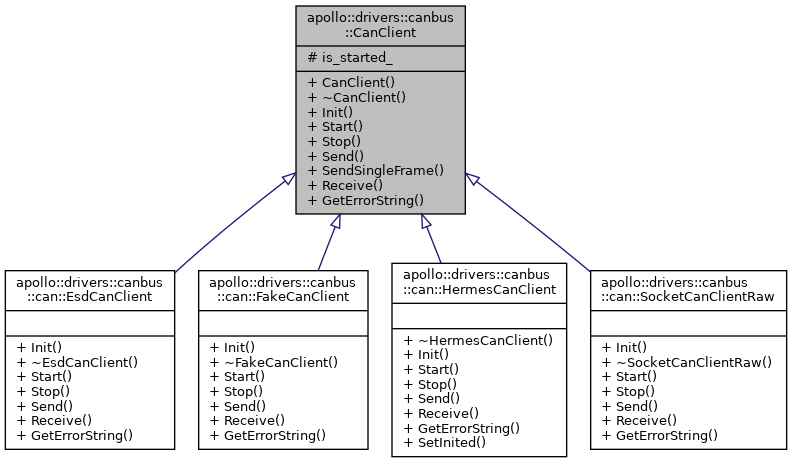 apollo::drivers::canbus
::CanClient
# is_started_
+ CanClient()
+ ~CanClient()
+ Init()
+ Start()
+ Stop()
+ Send()
+ SendSingleFrame()
+ Receive()
+ GetErrorString()
apollo::drivers::canbus
::can::EsdCanClient
+ Init()
+ ~EsdCanClient()
+ Start()
+ Stop()
+ Send()
+ Receive()
+ GetErrorString()
apollo::drivers::canbus
::can::FakeCanClient
+ Init()
+ ~FakeCanClient()
+ Start()
+ Stop()
+ Send()
+ Receive()
+ GetErrorString()
apollo::drivers::canbus
::can::HermesCanClient
+ ~HermesCanClient()
+ Init()
+ Start()
+ Stop()
+ Send()
+ Receive()
+ GetErrorString()
+ SetInited()
apollo::drivers::canbus
::can::SocketCanClientRaw
+ Init()
+ ~SocketCanClientRaw()
+ Start()
+ Stop()
+ Send()
+ Receive()
+ GetErrorString()